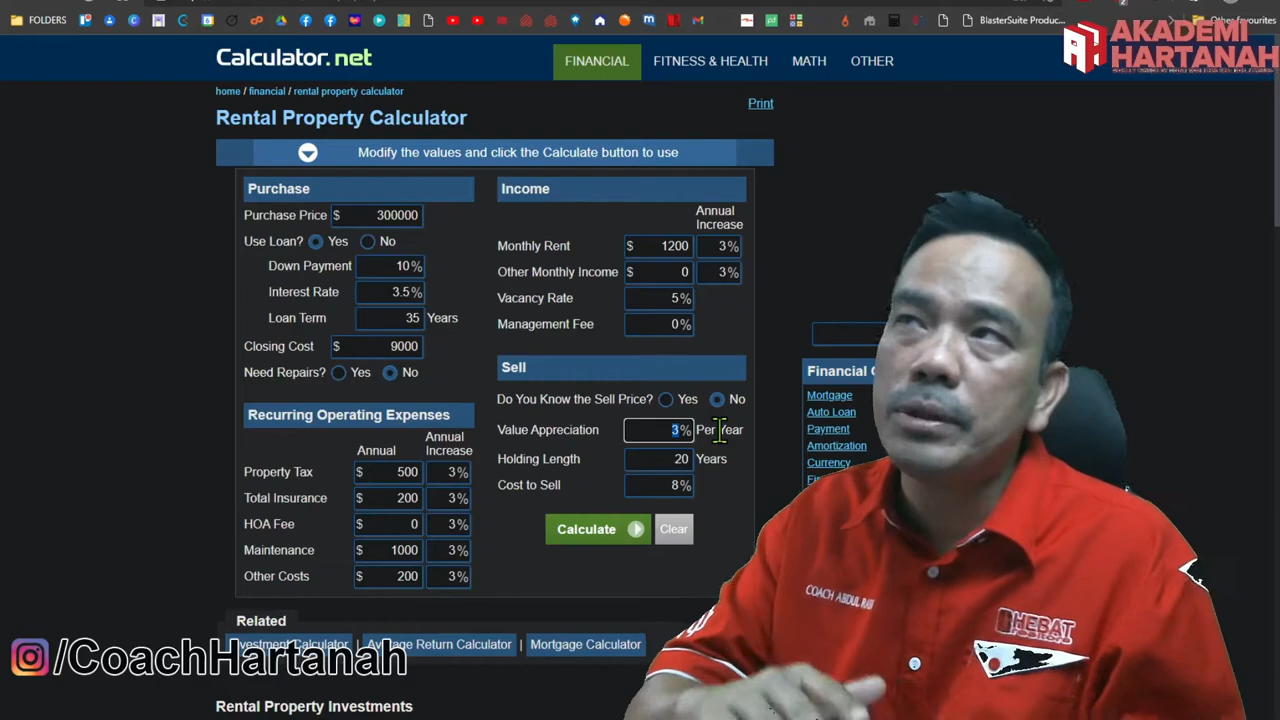 FOLDERS
BlasterSuite Produc...
Other favourites
AKADEMI
HARTANAH
Calculator.net
FINANCIAL
FITNESS & HEALTH
MATH
OTHER
home / financial / rental property calculator
Print
Rental Property Calculator
Modify the values and click the Calculate button to use
Purchase
Purchase Price $ 300000
Use Loan? Yes No
Down Payment 10%
Interest Rate 3.5%
Loan Term 35 Years
Closing Cost $ 9000
Need Repairs? Yes No
Recurring Operating Expenses
Annual Annual Increase
Property Tax $ 500 3%
Total Insurance $ 200 3%
HOA Fee $ 0 3%
Maintenance $ 1000 3%
Other Costs $ 200 3%
Income
Annual
Increase
Monthly Rent $ 1200 3%
Other Monthly Income $ 0 3%
Vacancy Rate 5%
Management Fee 0%
Sell
Do You Know the Sell Price? Yes No
Value Appreciation 3% Per Year
Holding Length 20 Years
Cost to Sell 8%
Calculate
Clear
Financial
Mortgage
Auto Loan
Payment
Amortization
Currency
COACH ABDUL
Related
Investment Calculator | Average Return Calculator | Mortgage Calculator
/CoachHartanah
Rental Property Investments